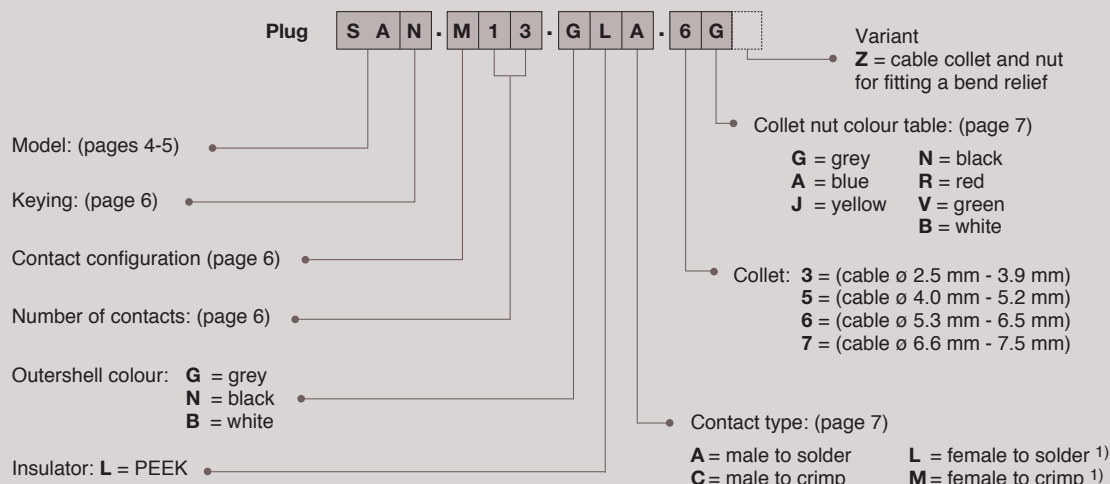 Plug SAN.M13.GLA.6G
Variant
Z = cable collet and nut
for fitting a bend relief
Model: (pages 4-5)
Keying: (page 6)
Contact configuration (page 6)
Number of contacts: (page 6)
Outershell colour: G = grey
N = black
B = white
Insulator: L = PEEK
Collet nut colour table: (page 7)
G = grey N = black
A = blue R = red
J = yellow V = green
B = white
Collet: 3 = (cable ø 2.5 mm - 3.9 mm)
5 = (cable ø 4.0 mm - 5.2 mm)
6 = (cable ø 5.3 mm - 6.5 mm)
7 = (cable ø 6.6 mm - 7.5 mm)
Contact type: (page 7)
A = male to solder L = female to solder 1)
C = male to crimp M = female to crimp 1)